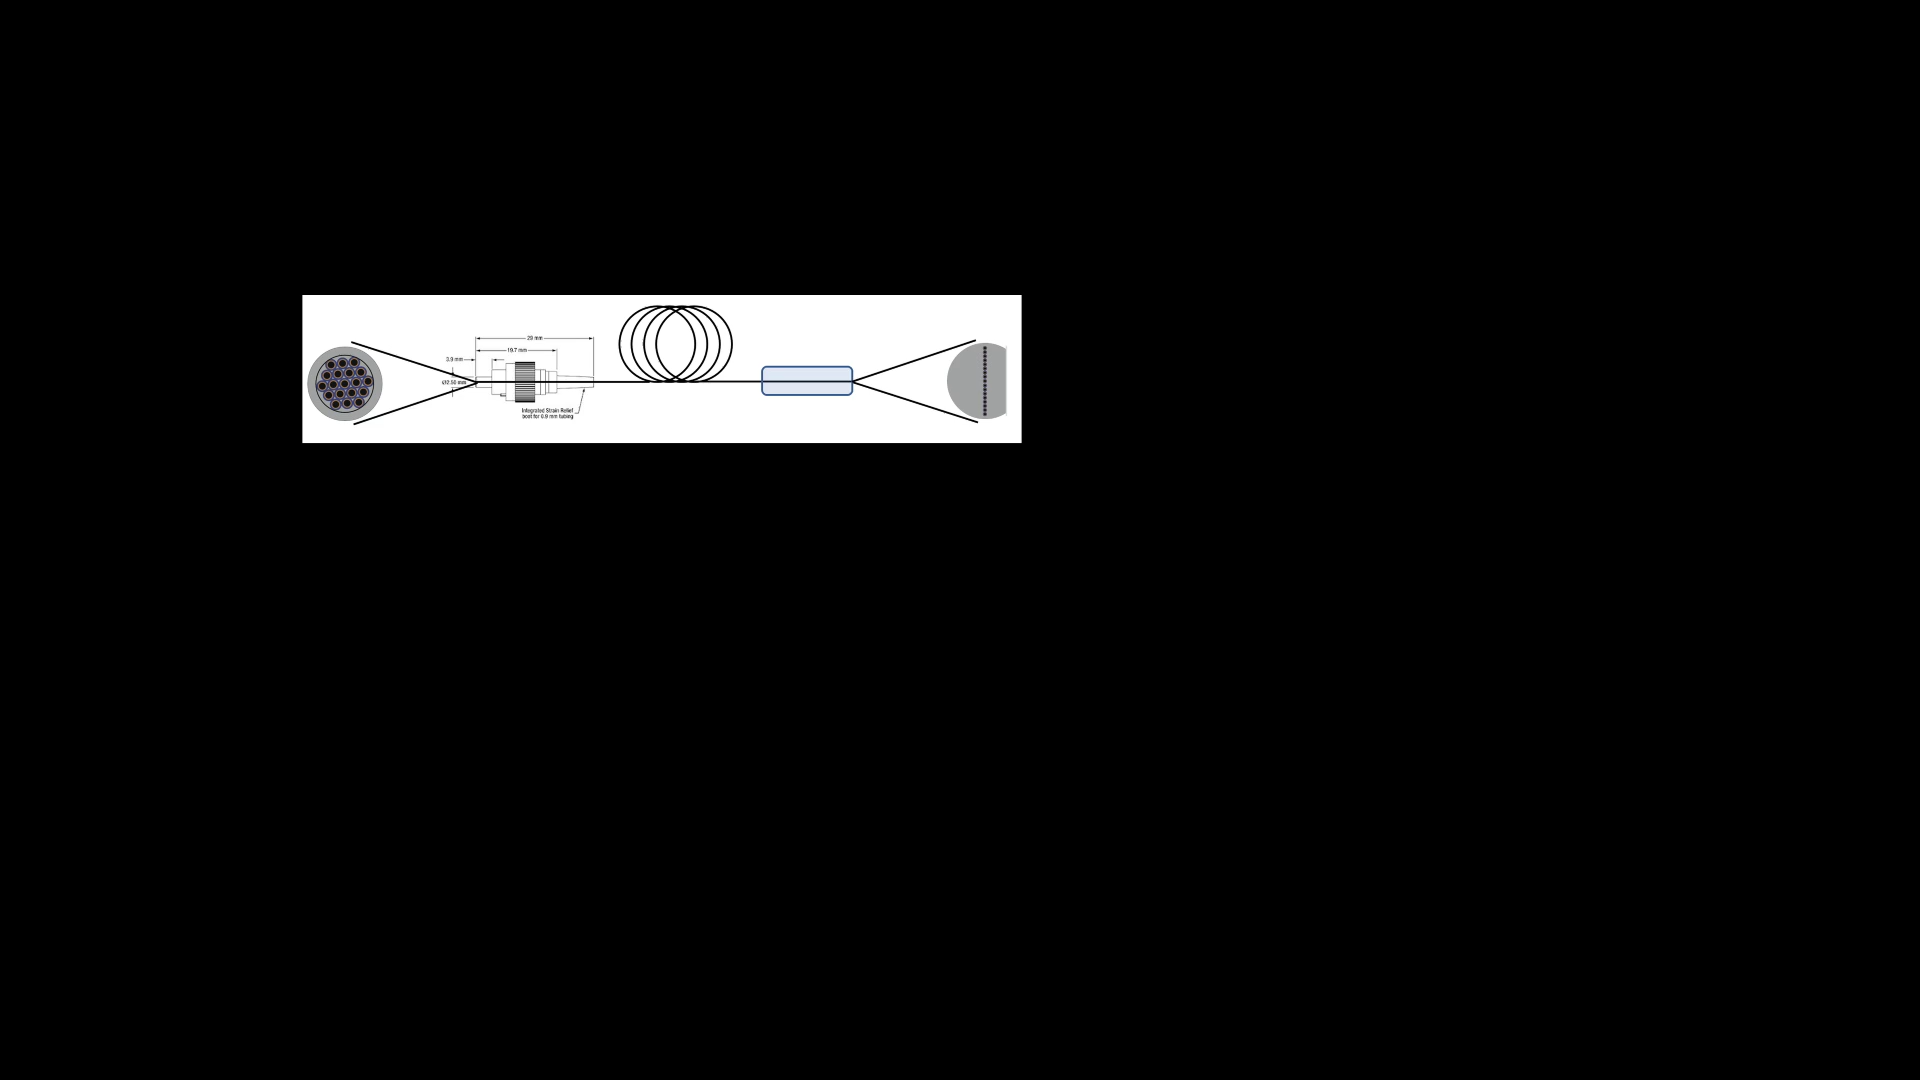 29 mm
19.7 mm
3.9 mm
Ø2.50 mm
Integrated Strain Relief
boot for 0.9 mm tubing